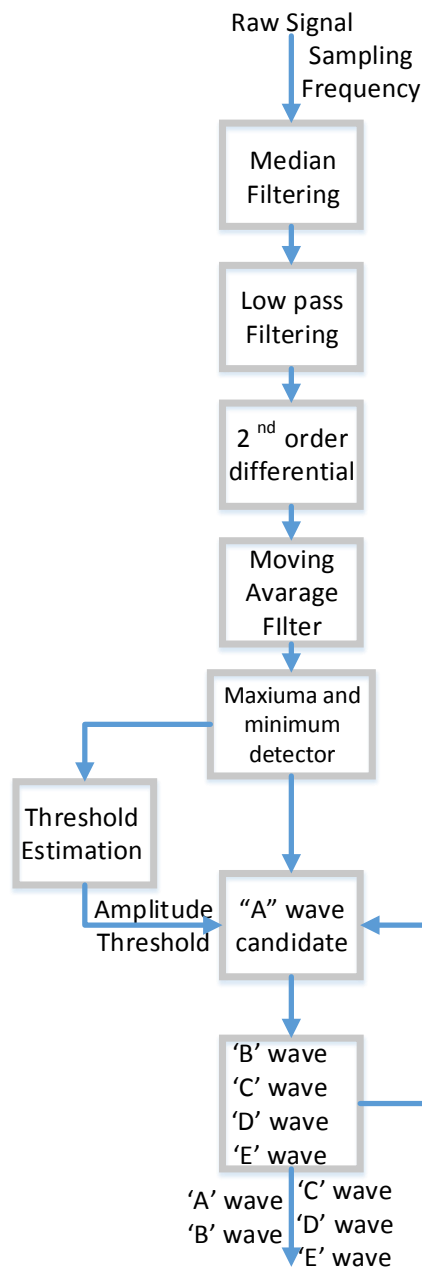 Raw Signal
Sampling
Frequency
Median
Filtering
Low pass
Filtering
2 nd order
differential
Moving
Avarage
FIlter
Maxiuma and
minimum
detector
Threshold
Estimation
Amplitude
Threshold
“A” wave
candidate
‘B’ wave
‘C’ wave
‘D’ wave
‘E’ wave
‘A’ wave
‘B’ wave
‘C’ wave
‘D’ wave
‘E’ wave